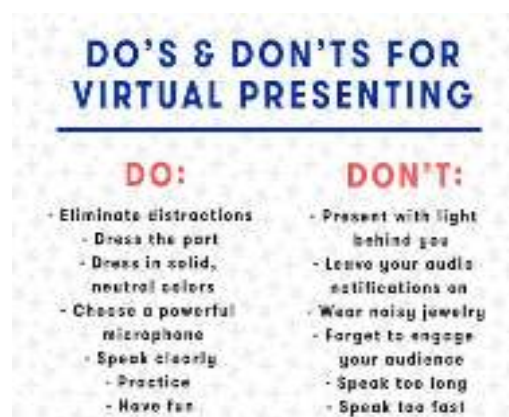 DO'S & DON'TS FOR
VIRTUAL PRESENTING
DO:
- Eliminate distractions
- Dress the part
- Dress in solid,
neutral colors
- Choose a powerful
microphone
- Speak clearly
- Practice
- Have fun
DON'T:
- Present with light
behind you
- Leave your audio
notifications on
- Wear noisy jewelry
- Forget to engage
your audience
- Speak too long
- Speak too fast